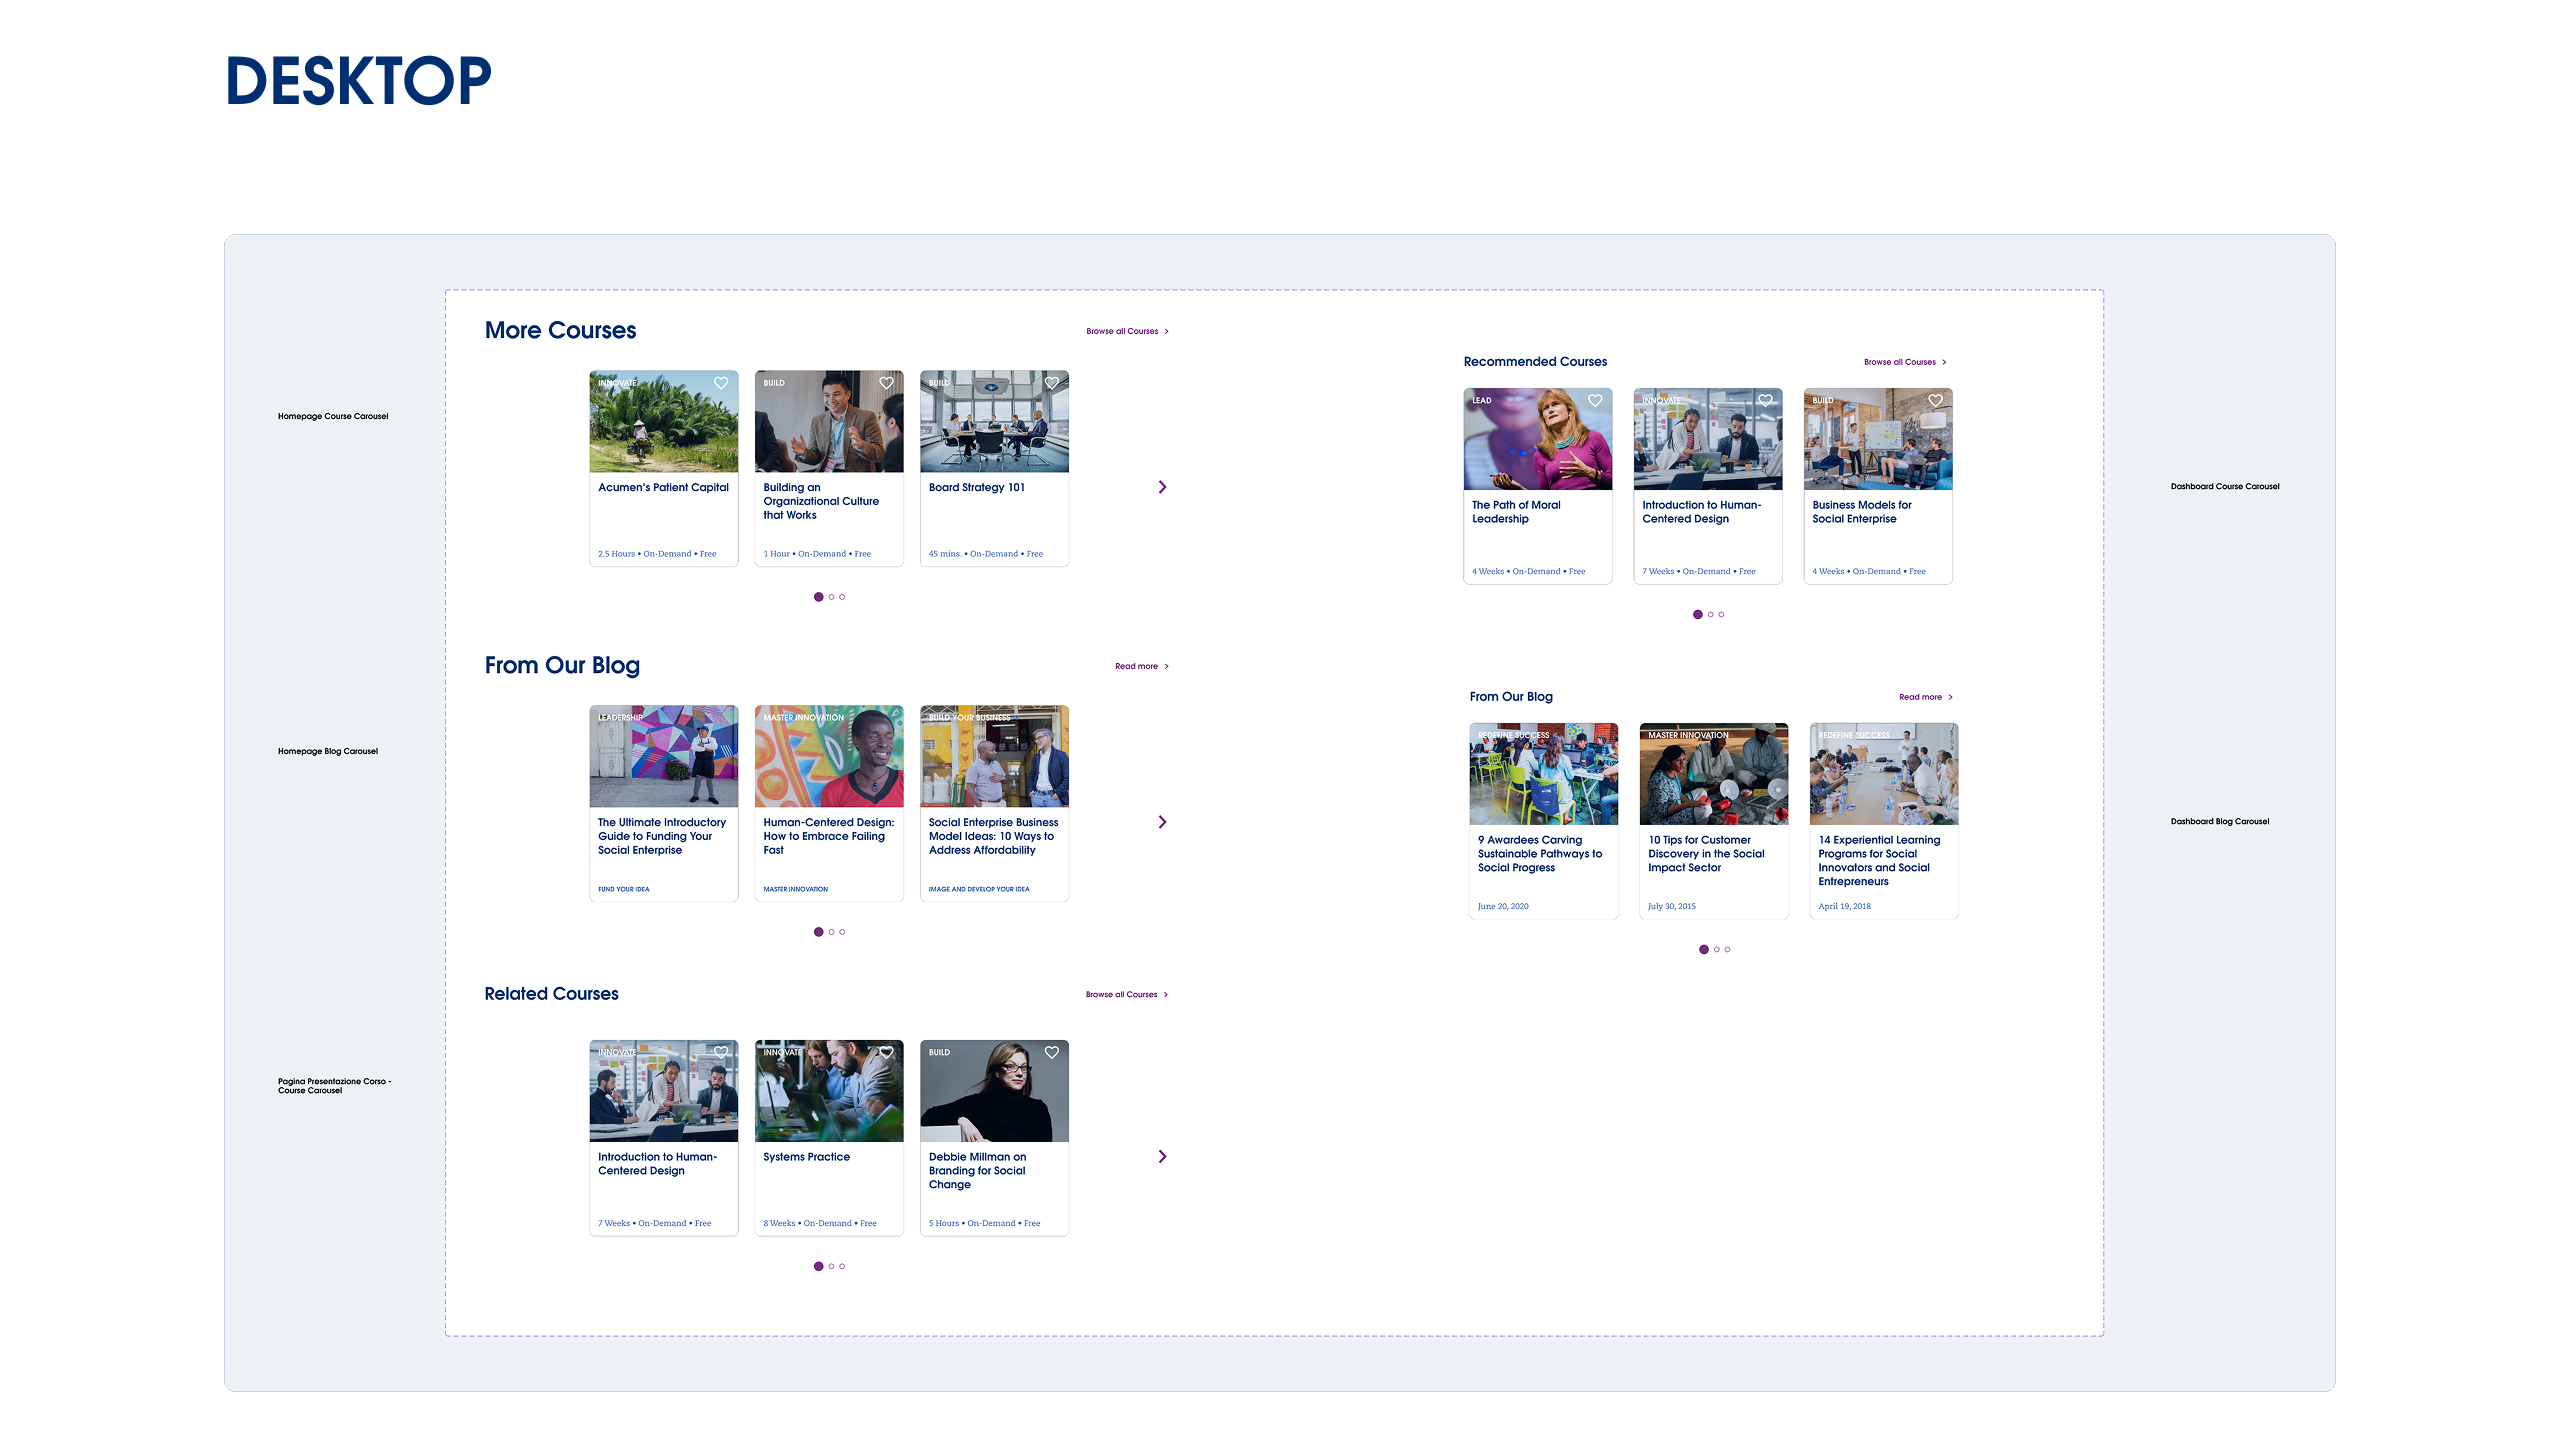 DESKTOP
Homepage Course Carousel
More Courses
Browse all Courses
INNOVATE
Acumen's Patient Capital
2.5 Hours • On-Demand • Free
BUILD
Building an
Organizational Culture
that Works
1 Hour • On-Demand • Free
BUILD
Board Strategy 101
45 mins. • On-Demand • Free
Recommended Courses
Browse all Courses
LEAD
The Path of Moral
Leadership
4 Weeks • On-Demand • Free
INNOVATE
Introduction to Human-
Centered Design
7 Weeks • On-Demand • Free
BUILD
Business Models for
Social Enterprise
4 Weeks • On-Demand • Free
Dashboard Course Carousel
Homepage Blog Carousel
From Our Blog
Read more
LEADERSHIP
The Ultimate Introductory
Guide to Funding Your
Social Enterprise
FUND YOUR IDEA
MASTER INNOVATION
Human-Centered Design:
How to Embrace Failing
Fast
MASTER INNOVATION
BUILD YOUR BUSINESS
Social Enterprise Business
Model Ideas: 10 Ways to
Address Affordability
IMAGE AND DEVELOP YOUR IDEA
From Our Blog
Read more
REDEFINE SUCCESS
9 Awardees Carving
Sustainable Pathways to
Social Progress
June 20, 2020
MASTER INNOVATION
10 Tips for Customer
Discovery in the Social
Impact Sector
July 30, 2015
REDEFINE SUCCESS
14 Experiential Learning
Programs for Social
Innovators and Social
Entrepreneurs
April 19, 2018
Dashboard Blog Carousel
Pagina Presentazione Corso -
Course Carousel
Related Courses
Browse all Courses
INNOVATE
Introduction to Human-
Centered Design
7 Weeks • On-Demand • Free
INNOVATE
Systems Practice
8 Weeks • On-Demand • Free
BUILD
Debbie Millman on
Branding for Social
Change
5 Hours • On-Demand • Free